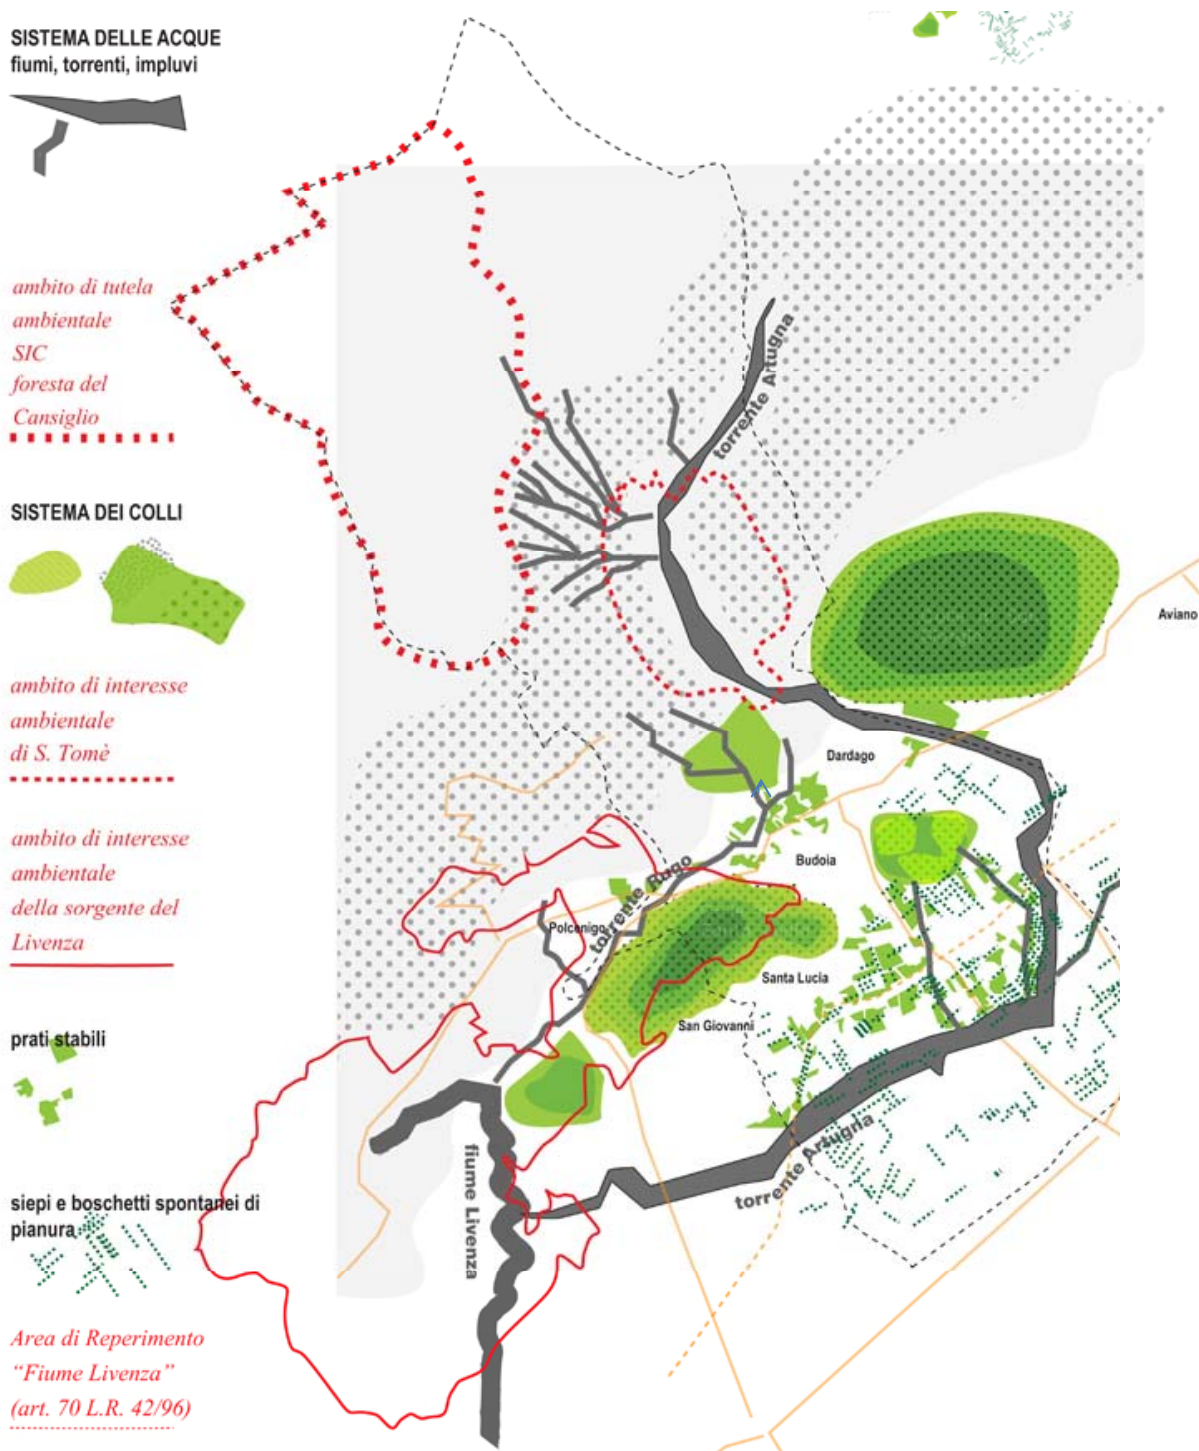 SISTEMA DELLE ACQUE
fiumi, torrenti, impluvi
ambito di tutela
ambientale
SIC
foresta del
Cansiglio
SISTEMA DEI COLLI
ambito di interesse
ambientale
di S. Tomè
ambito di interesse
ambientale
della sorgente del
Livenza
prati stabili
siepi e boschetti spontanei di
pianura
Area di Reperimento
“Fiume Livenza”
(art. 70 L.R. 42/96)
torrente Artugna
Aviano
Dardago
Budoia
torrente Rugo
Polcenigo
Santa Lucia
San Giovanni
torrente Artugna
fiume Livenza